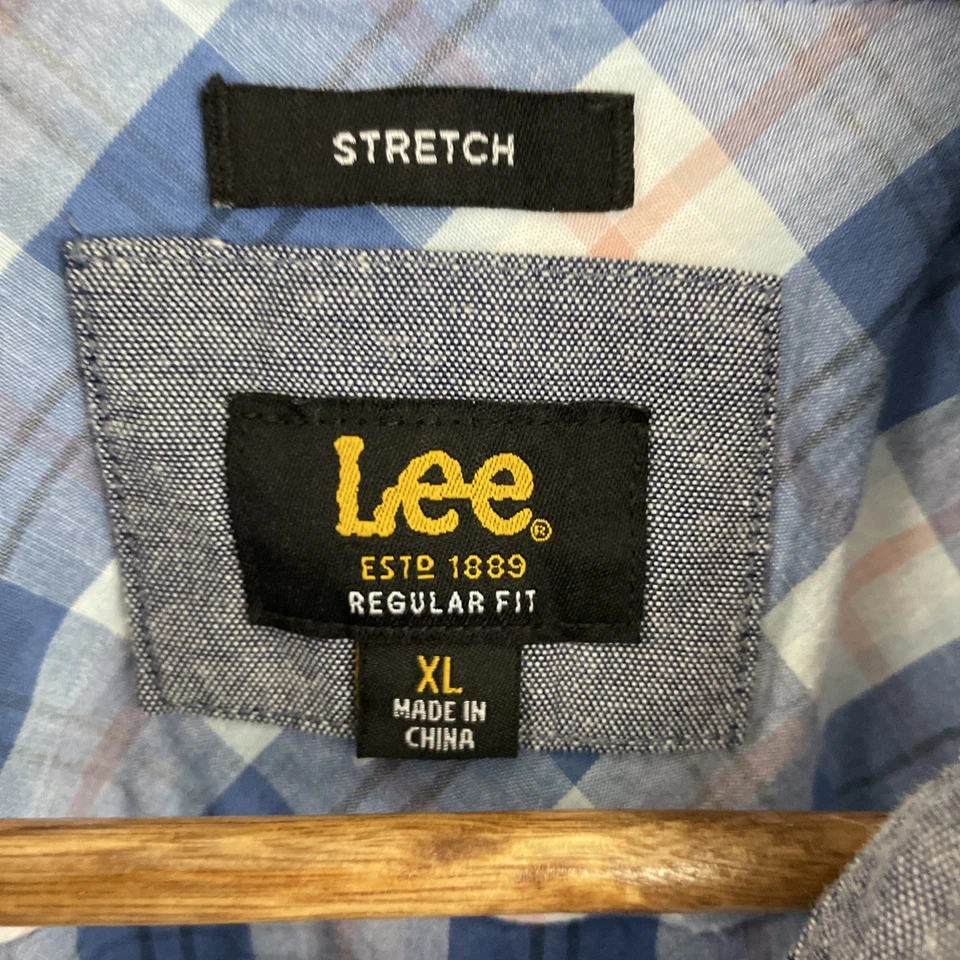 STRETCH
Lee®
ESTD 1889
REGULAR FIT
XL
MADE IN
CHINA